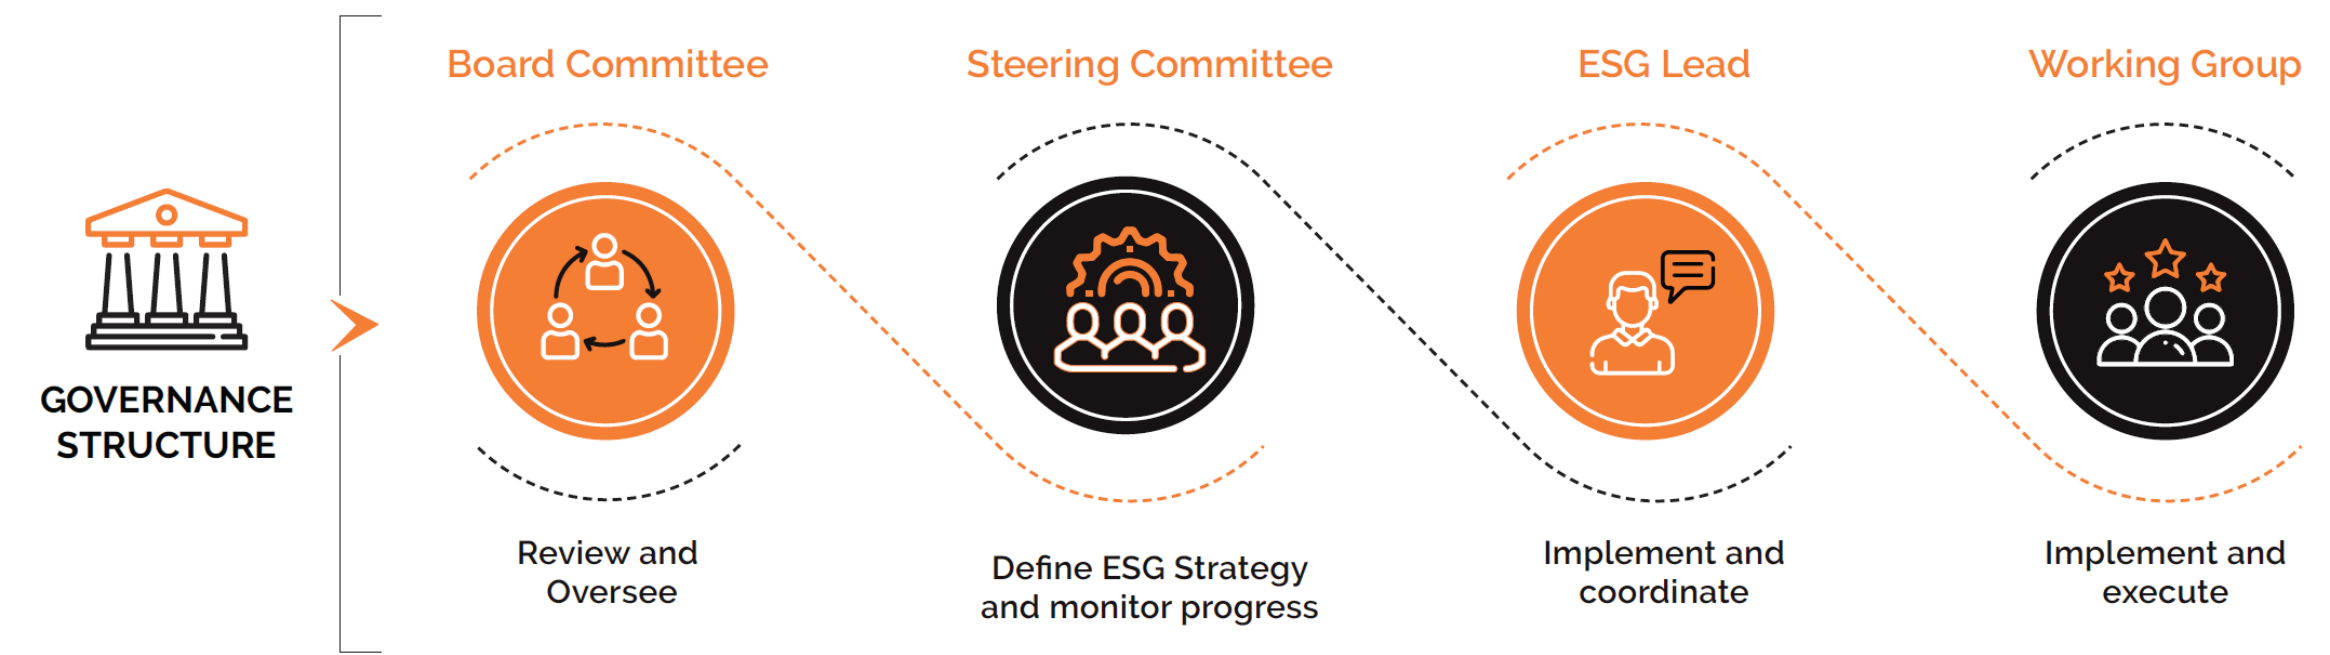 GOVERNANCE
STRUCTURE
Board Committee
Review and
Oversee
Steering Committee
Define ESG Strategy
and monitor progress
ESG Lead
Implement and
coordinate
Working Group
Implement and
execute